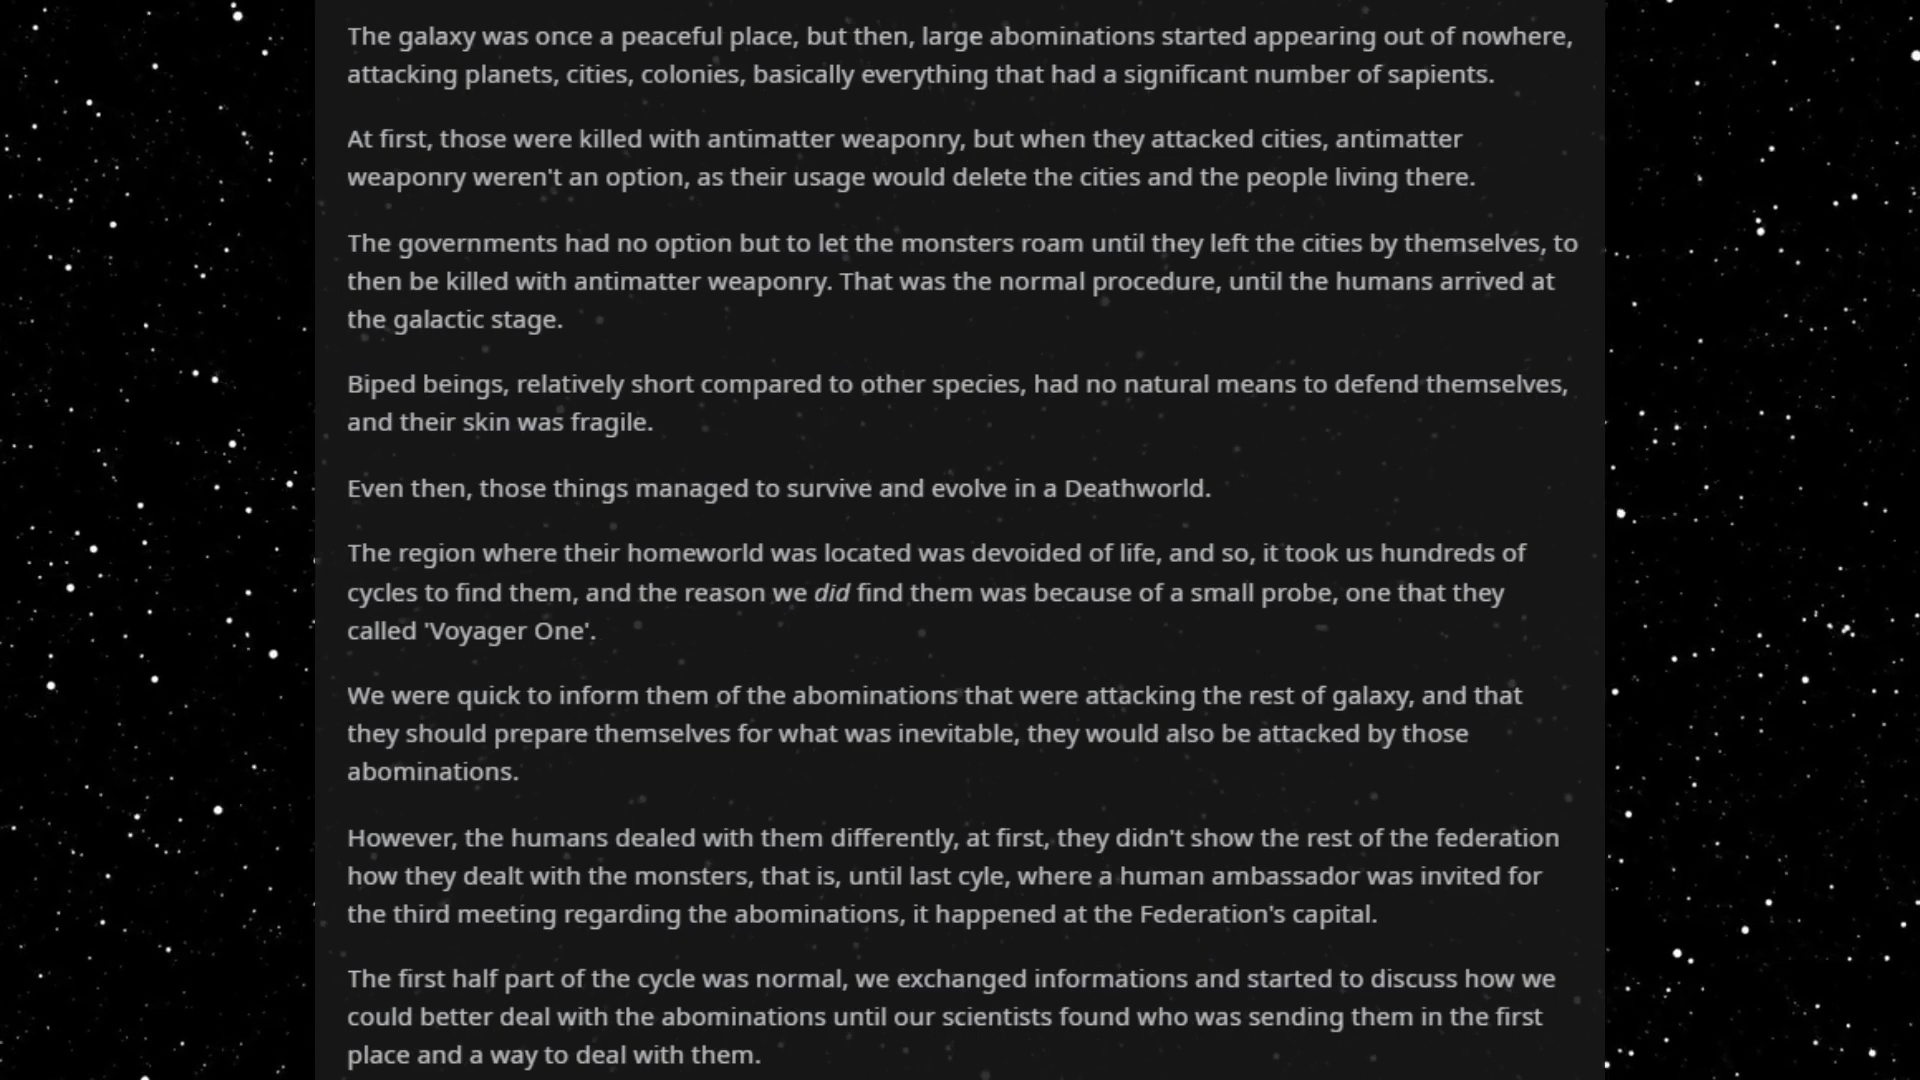 The galaxy was once a peaceful place, but then, large abominations started appearing out of nowhere,
attacking planets, cities, colonies, basically everything that had a significant number of sapients.
At first, those were killed with antimatter weaponry, but when they attacked cities, antimatter
weaponry weren't an option, as their usage would delete the cities and the people living there.
The governments had no option but to let the monsters roam until they left the cities by themselves, to
then be killed with antimatter weaponry. That was the normal procedure, until the humans arrived at
the galactic stage.
Biped beings, relatively short compared to other species, had no natural means to defend themselves,
and their skin was fragile.
Even then, those things managed to survive and evolve in a Deathworld.
The region where their homeworld was located was devoided of life, and so, it took us hundreds of
cycles to find them, and the reason we did find them was because of a small probe, one that they
called 'Voyager One'.
We were quick to inform them of the abominations that were attacking the rest of galaxy, and that
they should prepare themselves for what was inevitable, they would also be attacked by those
abominations.
However, the humans dealed with them differently, at first, they didn't show the rest of the federation
how they dealt with the monsters, that is, until last cyle, where a human ambassador was invited for
the third meeting regarding the abominations, it happened at the Federation's capital.
The first half part of the cycle was normal, we exchanged informations and started to discuss how we
could better deal with the abominations until our scientists found who was sending them in the first
place and a way to deal with them.